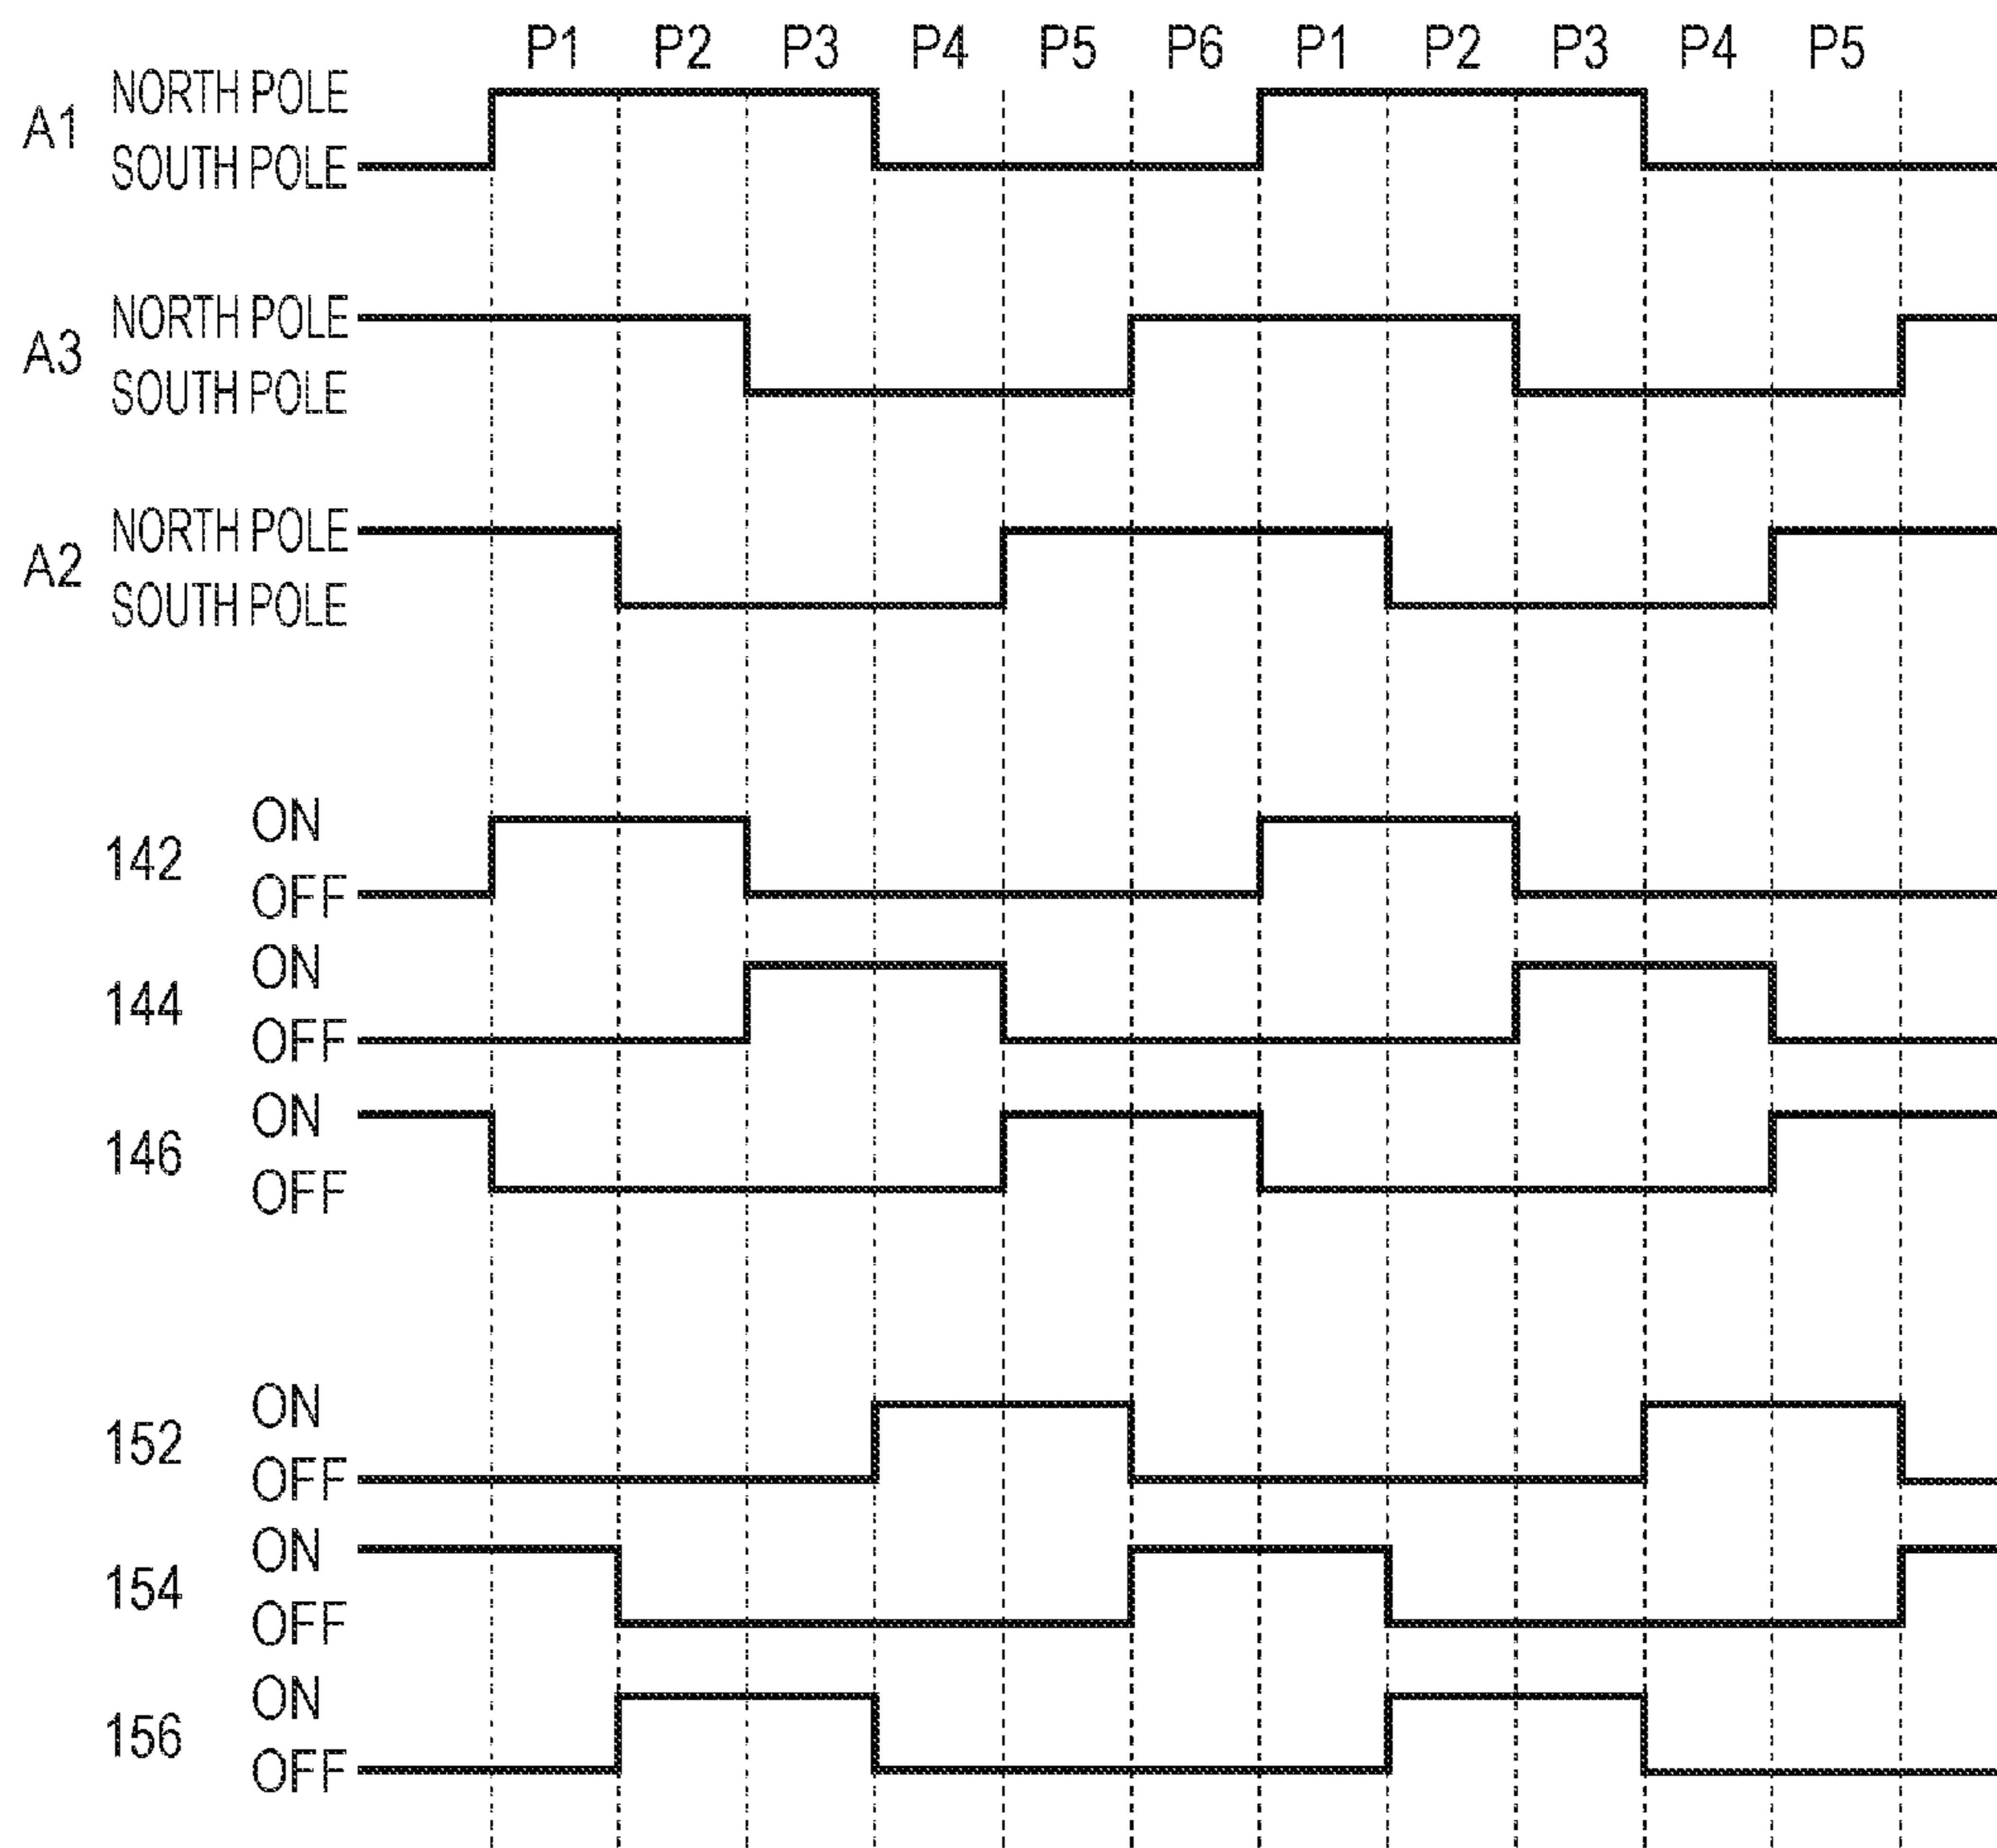 P1 P2 P3 P4 P5 P6 P1 P2 P3 P4 P5
A1 NORTH POLE
SOUTH POLE
A3 NORTH POLE
SOUTH POLE
A2 NORTH POLE
SOUTH POLE
142 ON
OFF
144 ON
OFF
146 ON
OFF
152 ON
OFF
154 ON
OFF
156 ON
OFF